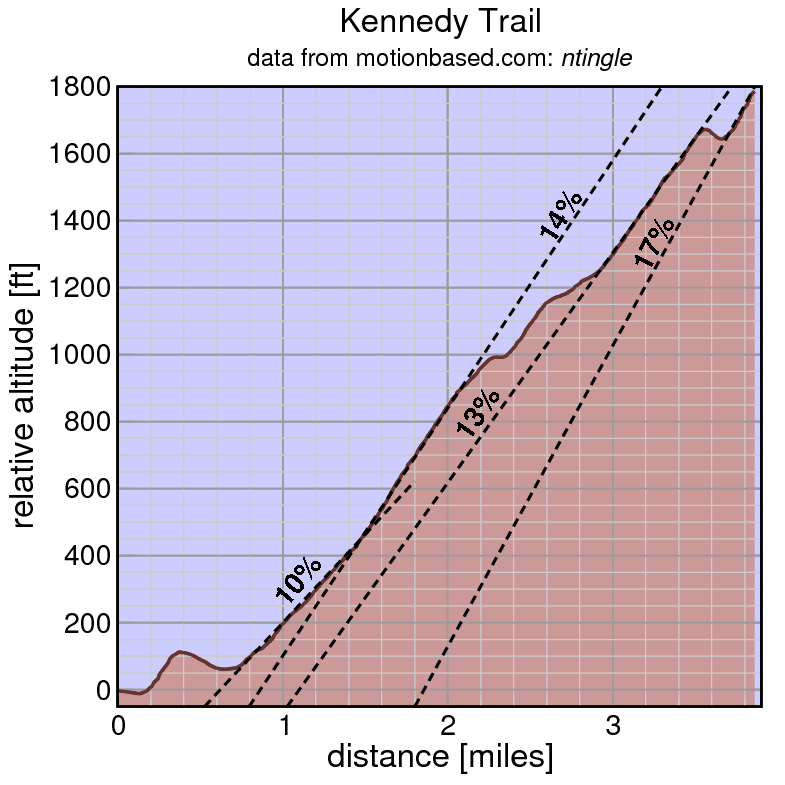 Kennedy Trail
data from motionbased.com: ntingle
1800
1600
1400
1200
1000
800
600
400
200
0
relative altitude [ft]
14%
17%
13%
10%
0 1 2 3
distance [miles]